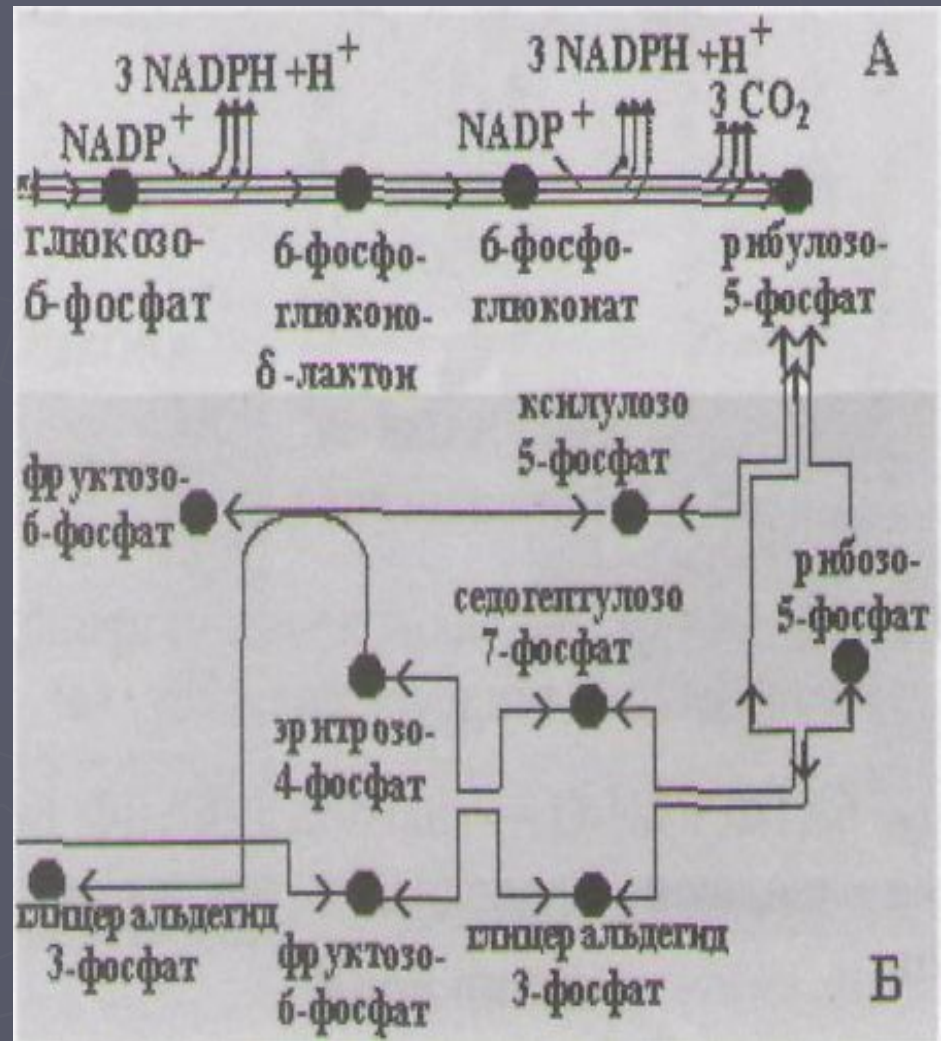 3 NADPH +H+
3 NADPH +H+
А
NADP+
NADP+
3 CO2
глюкозо-
6-фосфат
6-фосфо-
глюконо-
δ -лактон
6-фосфо-
глюконат
рибулозо-
5-фосфат
ксилулозо
5-фосфат
фруктозо-
6-фосфат
рибозо-
5-фосфат
седогептулозо
7-фосфат
эритрозо-
4-фосфат
глицеральдегид
3-фосфат
фруктозо-
6-фосфат
глицеральдегид
3-фосфат
Б